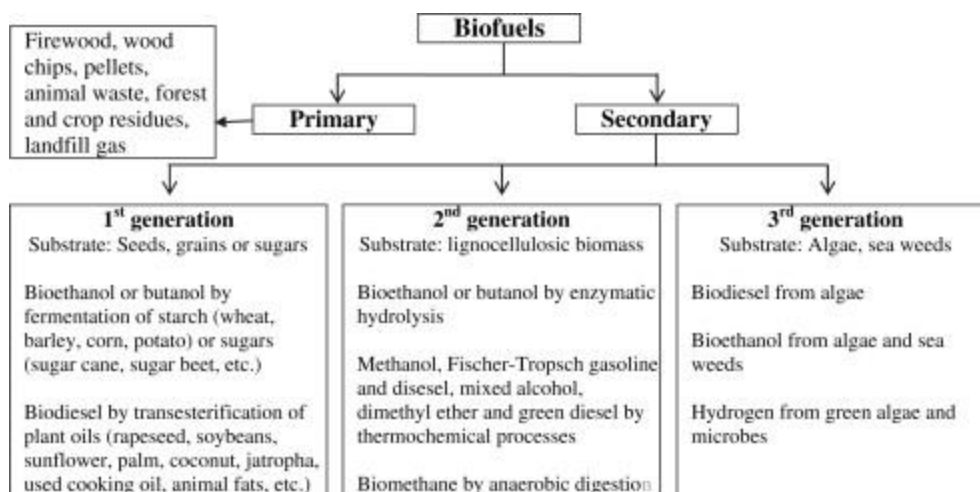 Biofuels
Firewood, wood
chips, pellets,
animal waste, forest
and crop residues,
landfill gas
Primary
Secondary
1st generation
Substrate: Seeds, grains or sugars
Bioethanol or butanol by
fermentation of starch (wheat,
barley, corn, potato) or sugars
(sugar cane, sugar beet, etc.)
Biodiesel by transesterification of
plant oils (rapeseed, soybeans,
sunflower, palm, coconut, jatropha,
used cooking oil, animal fats, etc.)
2nd generation
Substrate: lignocellulosic biomass
Bioethanol or butanol by enzymatic
hydrolysis
Methanol, Fischer-Tropsch gasoline
and disesel, mixed alcohol,
dimethyl ether and green diesel by
thermochemical processes
Biomethane by anaerobic digestion
3rd generation
Substrate: Algae, sea weeds
Biodiesel from algae
Bioethanol from algae and sea
weeds
Hydrogen from green algae and
microbes